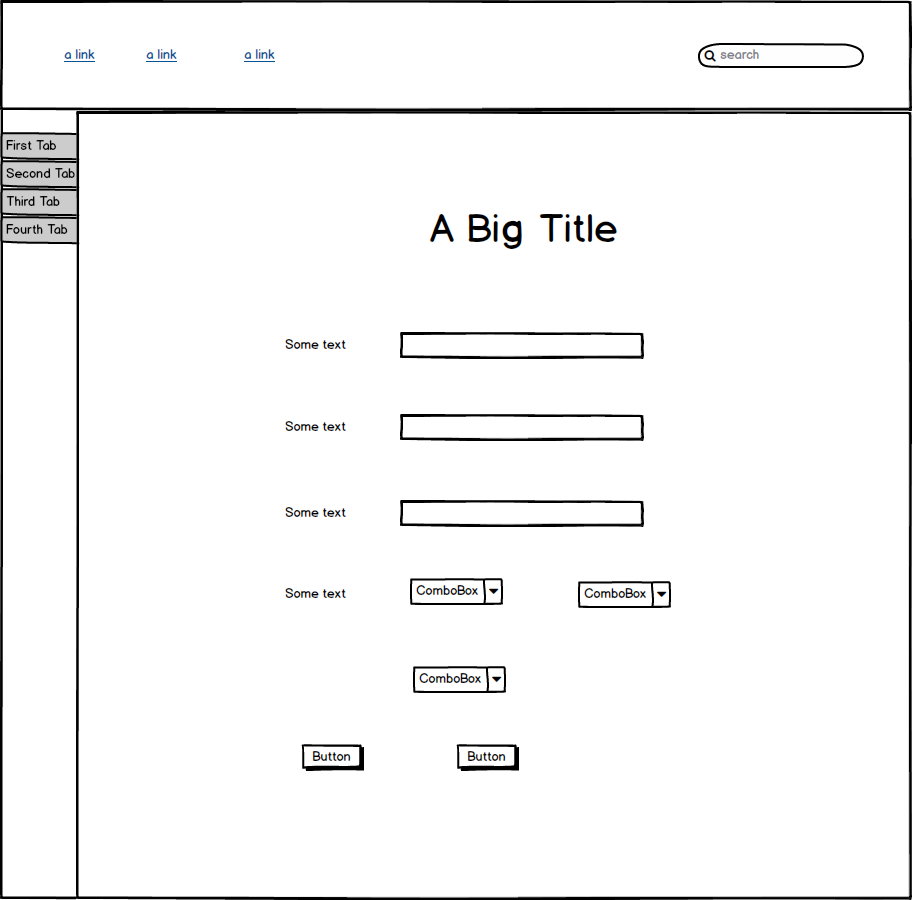 a link
a link
a link
search
First Tab
Second Tab
Third Tab
Fourth Tab
A Big Title
Some text
Some text
Some text
Some text
ComboBox
ComboBox
ComboBox
Button
Button